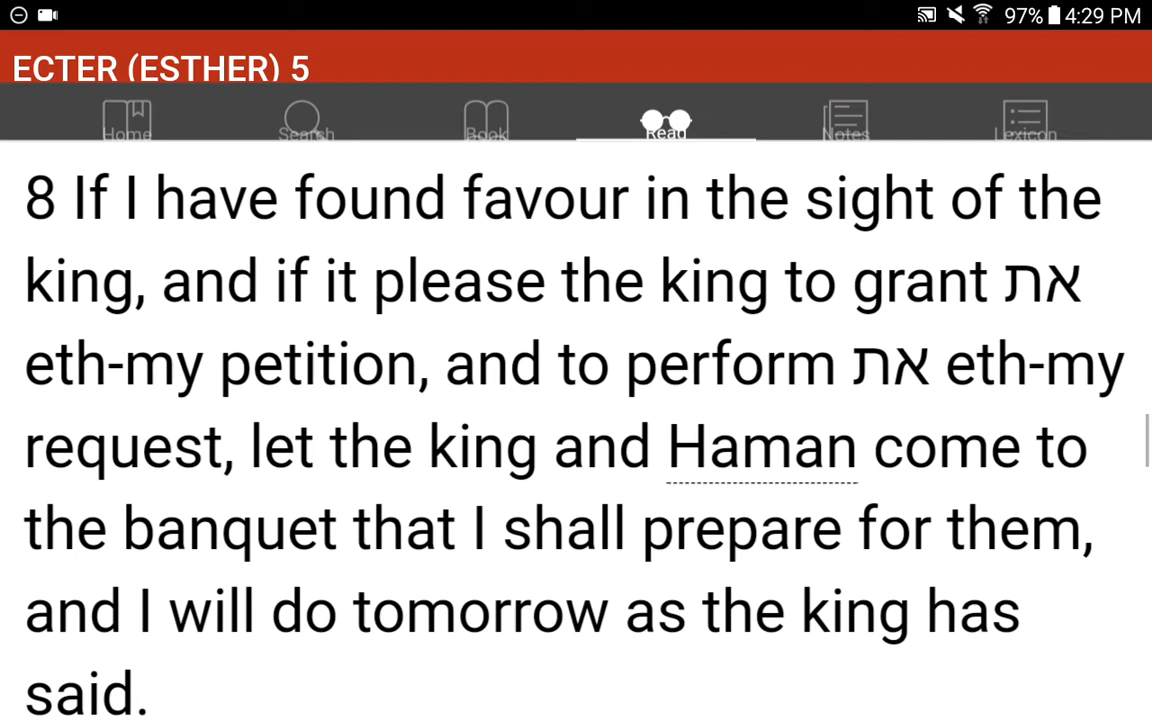 97% 4:29 PM
ECTER (ESTHER) 5
Home Search Book Read Notes Lexicon
8 If I have found favour in the sight of the
king, and if it please the king to grant את
eth-my petition, and to perform את eth-my
request, let the king and Haman come to
the banquet that I shall prepare for them,
and I will do tomorrow as the king has
said.